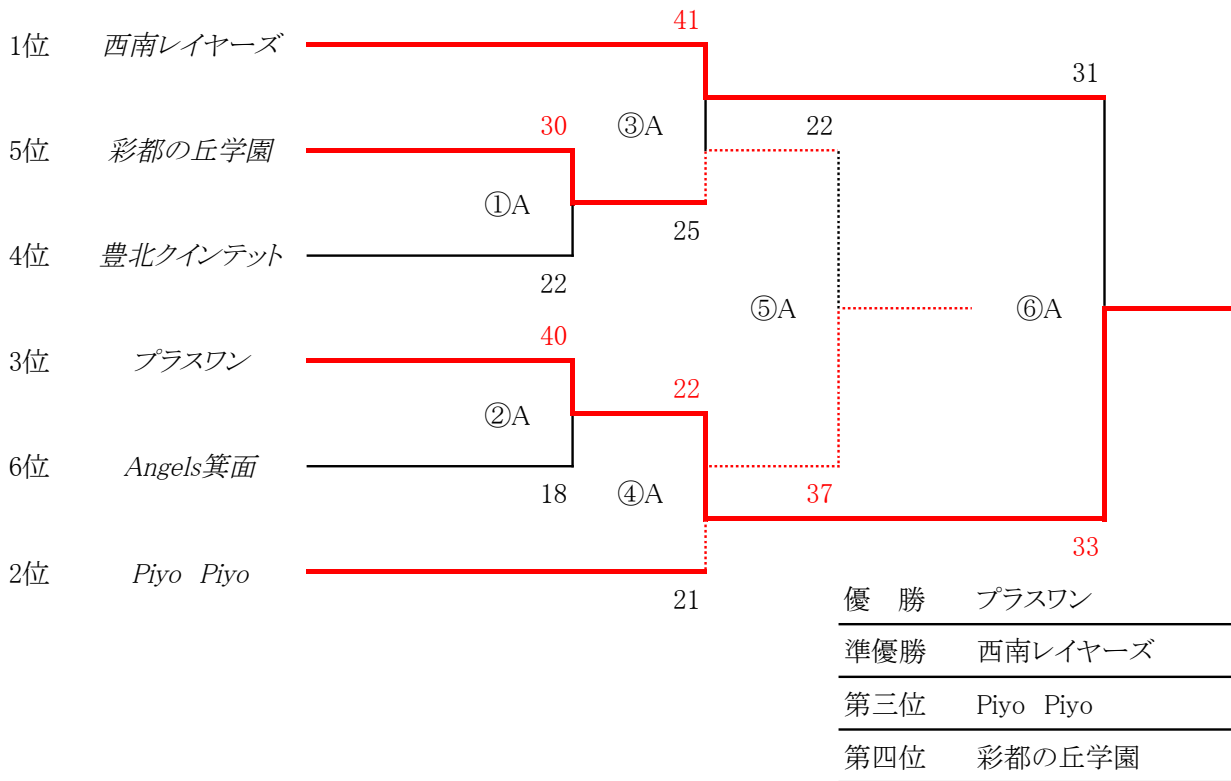 41
1位 西南レイヤーズ
31
30 ③A 22
5位 彩都の丘学園
①A
25
4位 豊北クインテット
22
⑤A ⑥A
40
3位 プラスワン
22
②A
6位 Angels箕面
18 ④A 37
33
2位 Piyo Piyo
21
優 勝 プラスワン
準優勝 西南レイヤーズ
第三位 Piyo Piyo
第四位 彩都の丘学園